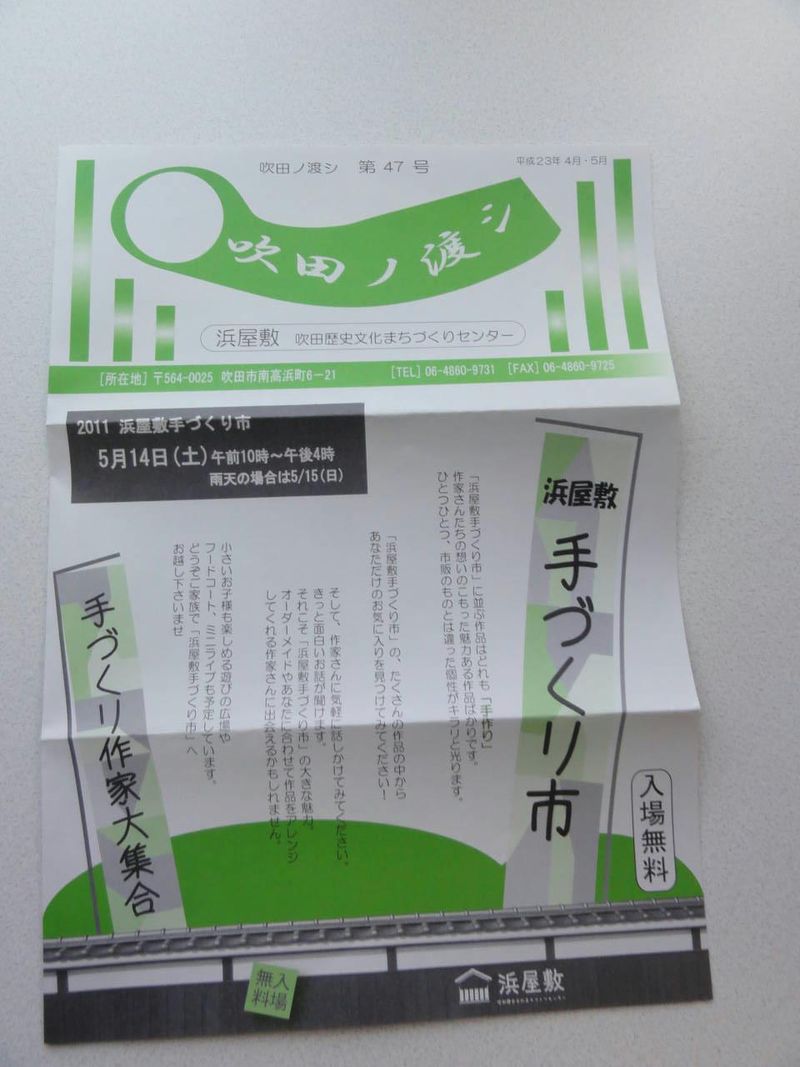 吹田ノ渡シ 第 47 号
平成23年 4月・5月
吹田ノ渡シ
浜屋敷 吹田歴史文化まちづくりセンター
[所在地] 〒564-0025 吹田市南高浜町6−21 [TEL] 06-4860-9731 [FAX] 06-4860-9725
2011 浜屋敷手づくり市
5月14日(土)午前10時〜午後4時
雨天の場合は5/15(日)
浜屋敷
手づくり市
「浜屋敷手づくり市」に並ぶ作品はどれも「手作り」
作家さんたちの想いのこもった魅力ある作品ばかりです。
ひとつひとつ、市販のものとは違った個性がキラリと光ります。
「浜屋敷手づくり市」の、たくさんの作品の中から
あなただけのお気に入りを見つけてみてください！
そして、作家さんに気軽に話しかけてみてください。
きっと面白いお話が聞けます。
それこそ「浜屋敷手づくり市」の大きな魅力。
オーダーメイドやあなたに合わせて作品をアレンジ
してくれる作家さんに出会えるかもしれません。
小さいお子様も楽しめる遊びの広場や
フードコート、ミニライブも予定しています。
どうぞご家族で「浜屋敷手づくり市」へ
お越し下さいませ
手づくり作家大集合
入場無料
入場
無料
浜屋敷